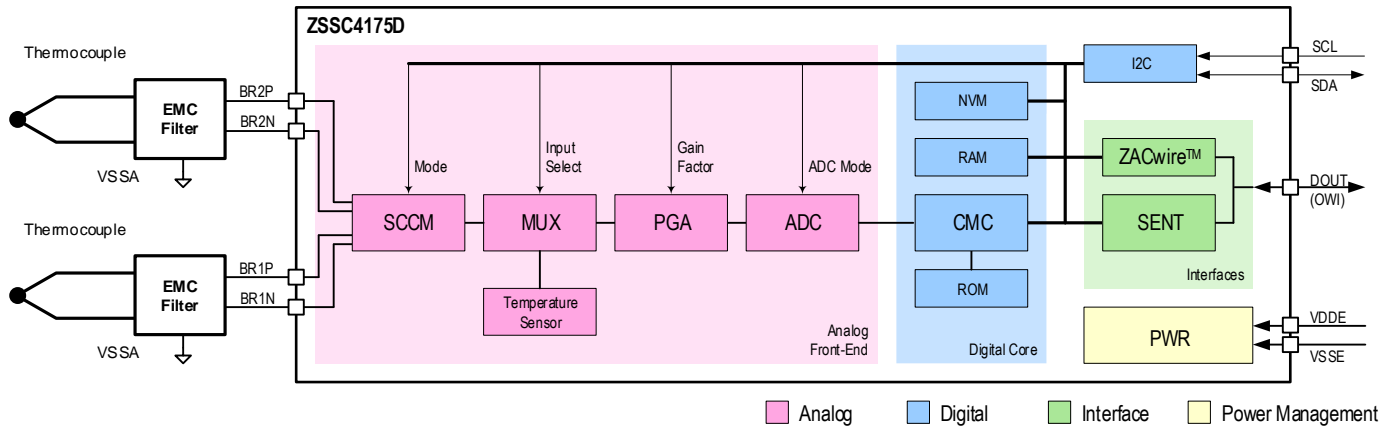 ZSSC4175D
Thermocouple
EMC
Filter
BR2P
BR2N
VSSA
Thermocouple
EMC
Filter
BR1P
BR1N
VSSA
Mode
Input
Select
Gain
Factor
ADC Mode
SCCM
MUX
PGA
ADC
Temperature
Sensor
Analog
Front-End
NVM
RAM
CMC
ROM
Digital Core
I2C
ZACwire™
SENT
Interfaces
PWR
SCL
SDA
DOUT
(OWI)
VDDE
VSSE
Analog
Digital
Interface
Power Management